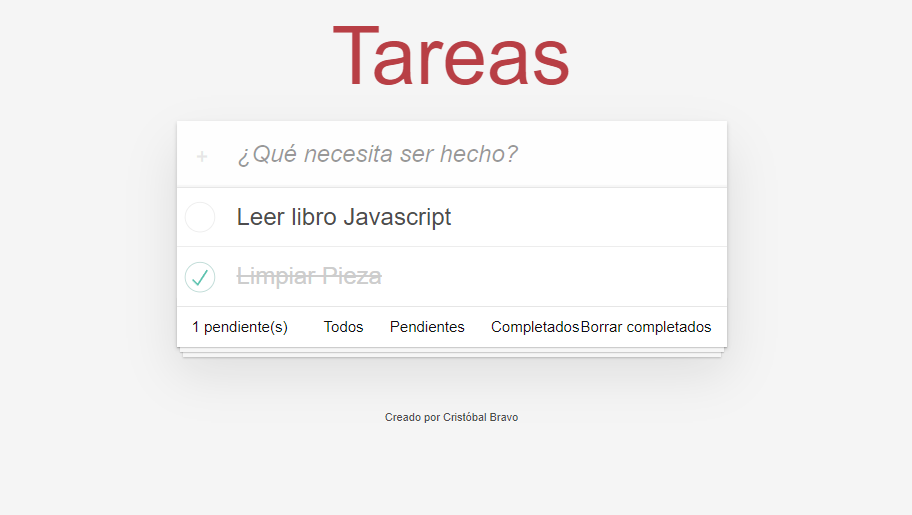 Tareas
+ ¿Qué necesita ser hecho?
Leer libro Javascript
Limpiar Pieza
1 pendiente(s) Todos Pendientes Completados Borrar completados
Creado por Cristóbal Bravo